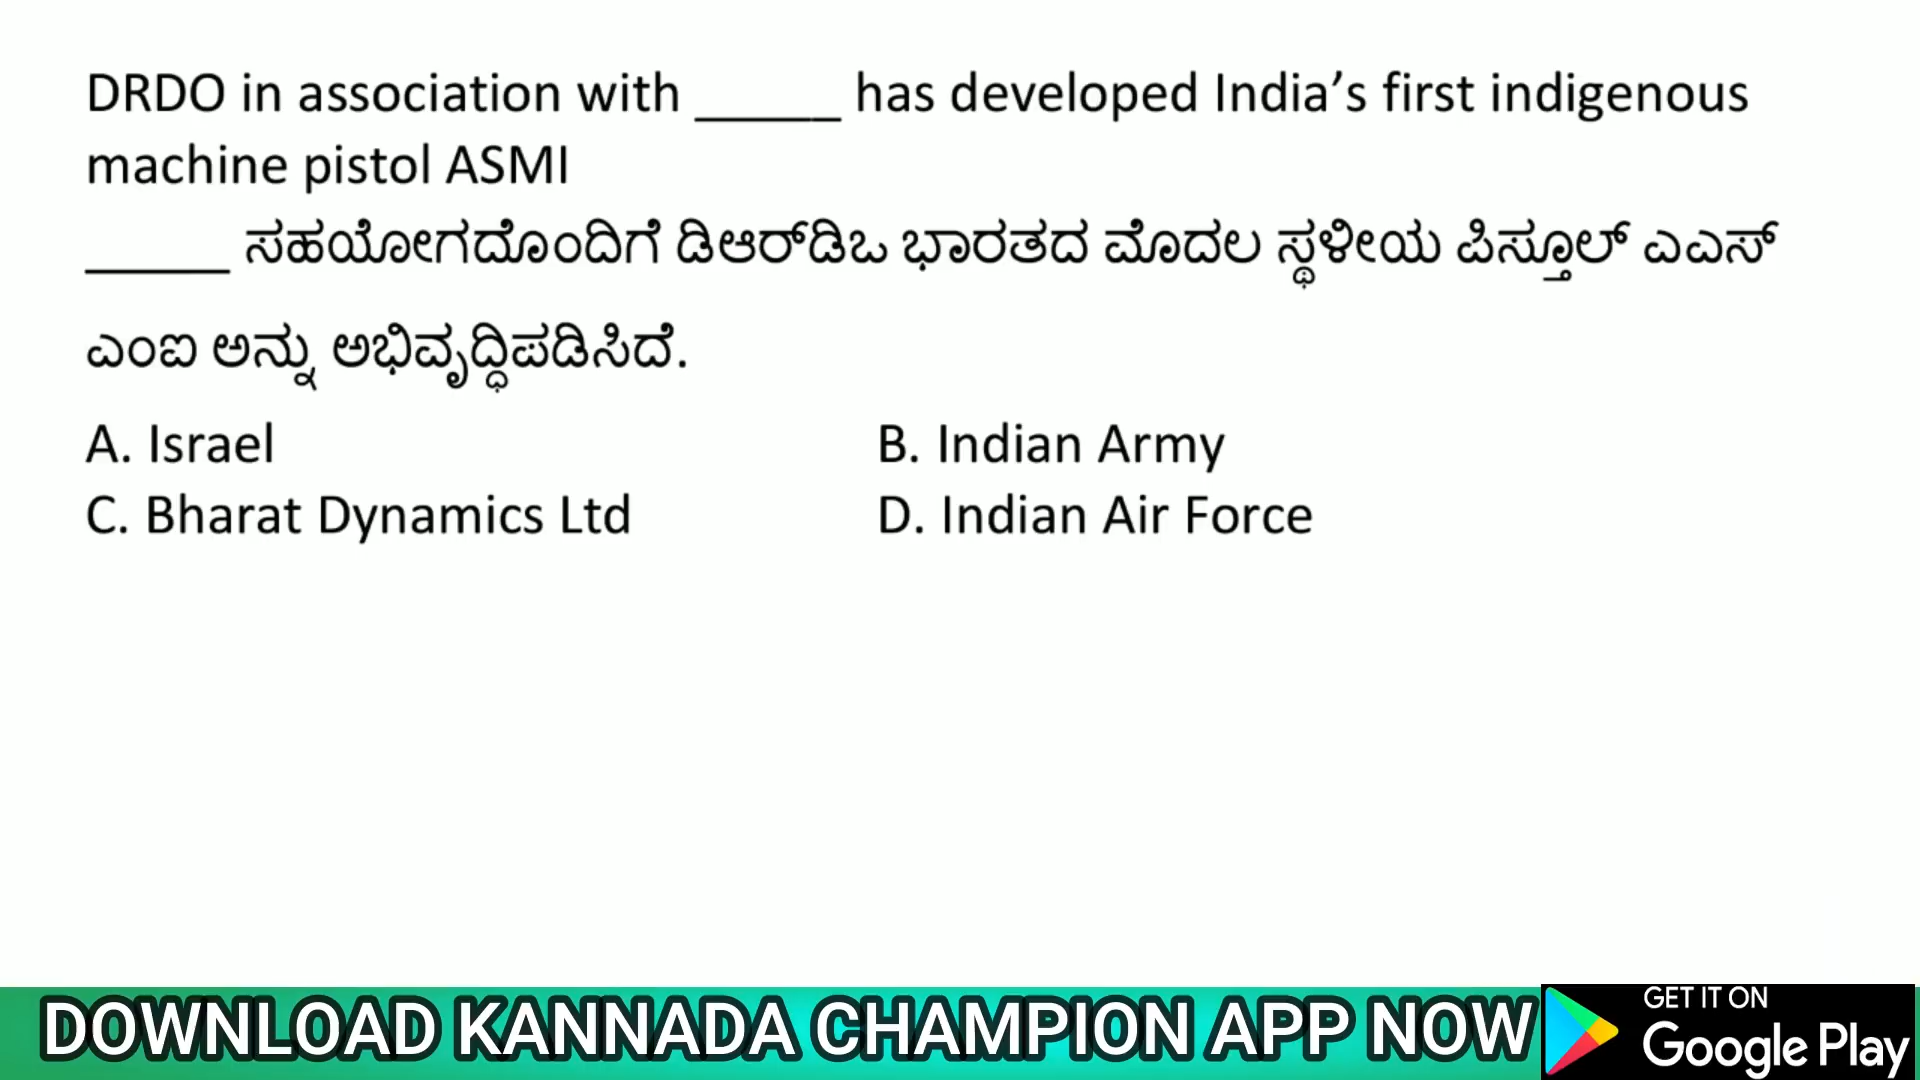 DRDO in association with _____ has developed India’s first indigenous
machine pistol ASMI
_____ ಸಹಯೋಗದೊಂದಿಗೆ ಡಿಆರ್‌ಡಿಒ ಭಾರತದ ಮೊದಲ ಸ್ಥಳೀಯ ಪಿಸ್ತೂಲ್ ಎಎಸ್
ಎಂಐ ಅನ್ನು ಅಭಿವೃದ್ಧಿಪಡಿಸಿದೆ.
A. Israel B. Indian Army
C. Bharat Dynamics Ltd D. Indian Air Force
DOWNLOAD KANNADA CHAMPION APP NOW
GET IT ON
Google Play